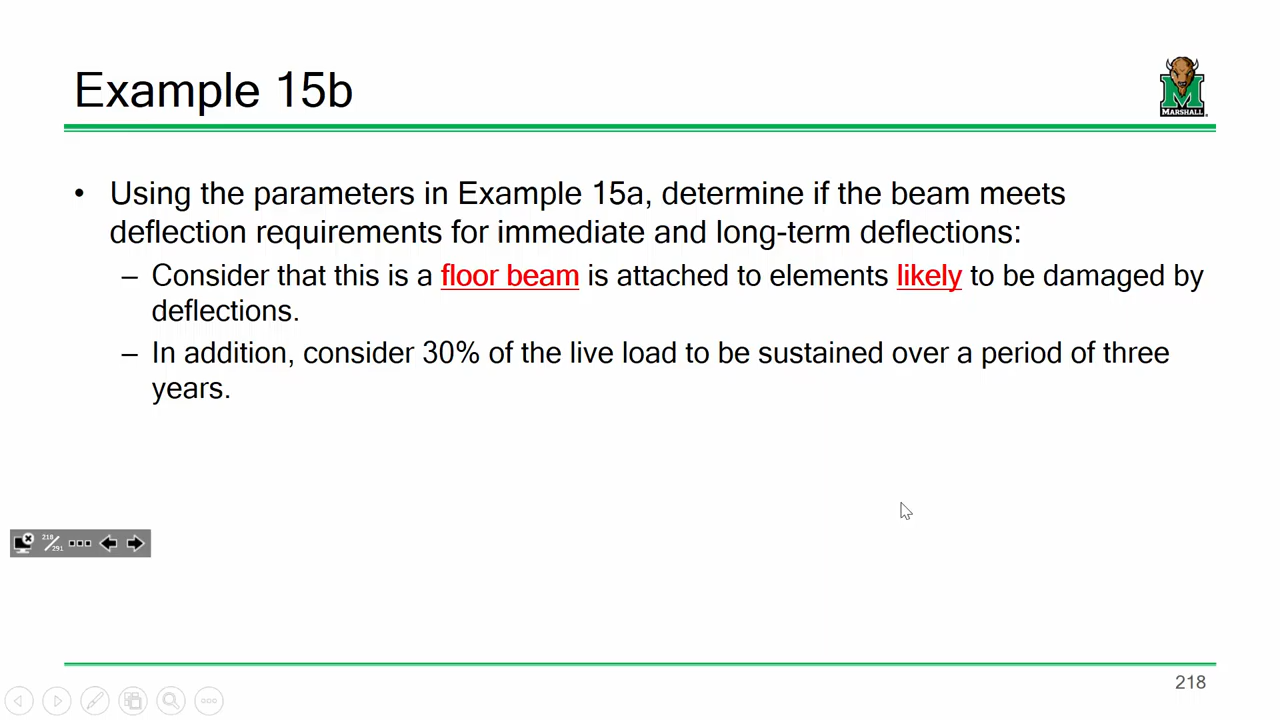 Example 15b
MARSHALL
• Using the parameters in Example 15a, determine if the beam meets
deflection requirements for immediate and long-term deflections:
– Consider that this is a floor beam is attached to elements likely to be damaged by
deflections.
– In addition, consider 30% of the live load to be sustained over a period of three
years.
218/291
218